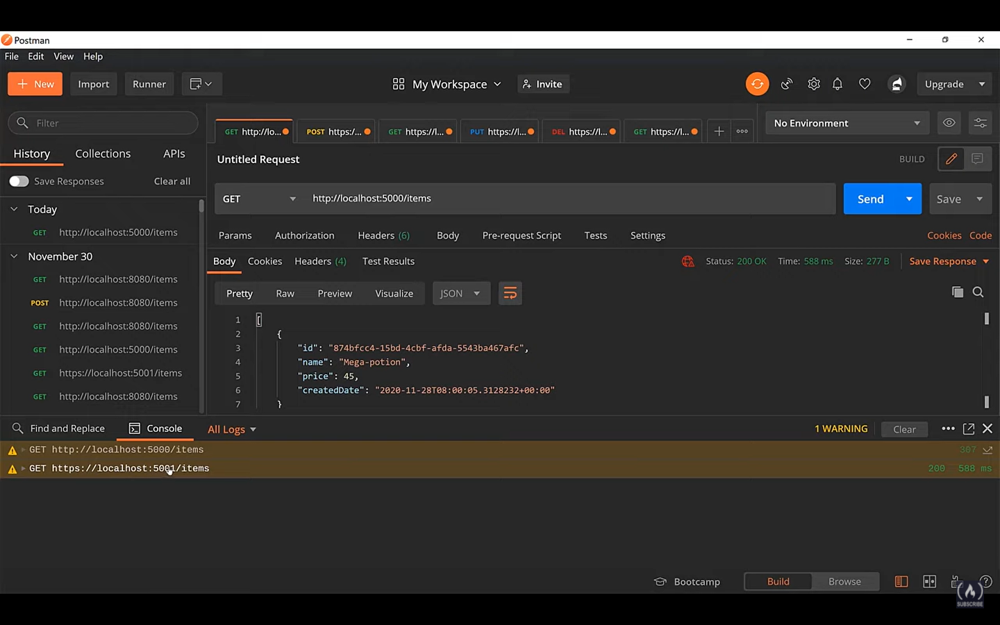 Postman
File Edit View Help
New Import Runner My Workspace Invite Upgrade
Filter
GET http://lo... POST https:/... GET https://l... PUT https://l... DEL https://l... GET https://l...
No Environment
History Collections APIs
Untitled Request
BUILD
Save Responses Clear all
GET http://localhost:5000/items Send Save
Today
GET http://localhost:5000/items
Params Authorization Headers (6) Body Pre-request Script Tests Settings Cookies Code
November 30
GET http://localhost:8080/items
POST http://localhost:8080/items
GET http://localhost:8080/items
GET http://localhost:5000/items
GET https://localhost:5001/items
GET http://localhost:8080/items
Body Cookies Headers (4) Test Results Status: 200 OK Time: 588 ms Size: 277 B Save Response
Pretty Raw Preview Visualize JSON
1 [
2 {
3 "id": "874bfcc4-15bd-4cbf-afda-5543ba467afc",
4 "name": "Mega-potion",
5 "price": 45,
6 "createdDate": "2020-11-28T08:00:05.3128232+00:00"
7 }
Find and Replace Console All Logs 1 WARNING Clear
GET http://localhost:5000/items 307
GET https://localhost:5001/items 200 588 ms
Bootcamp Build Browse
SUBSCRIBE